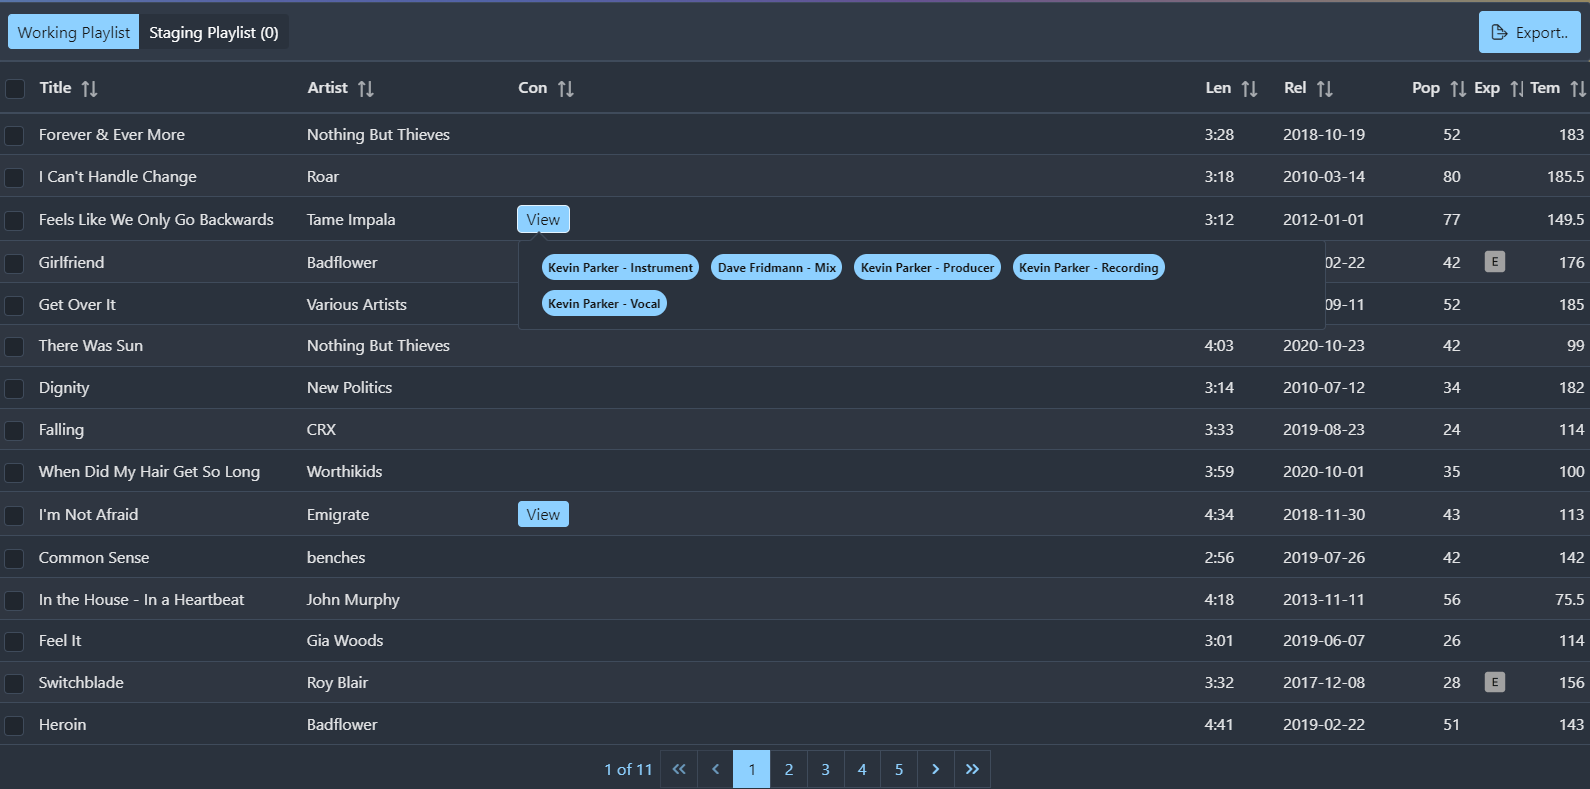 Working Playlist Staging Playlist (0) Export..
Title Artist Con Len Rel Pop Exp Tem
Forever & Ever More Nothing But Thieves 3:28 2018-10-19 52 183
I Can't Handle Change Roar 3:18 2010-03-14 80 185.5
Feels Like We Only Go Backwards Tame Impala View 3:12 2012-01-01 77 149.5
Girlfriend Badflower 02-22 42 E 176
Kevin Parker - Instrument Dave Fridmann - Mix Kevin Parker - Producer Kevin Parker - Recording
Kevin Parker - Vocal
Get Over It Various Artists 09-11 52 185
There Was Sun Nothing But Thieves 4:03 2020-10-23 42 99
Dignity New Politics 3:14 2010-07-12 34 182
Falling CRX 3:33 2019-08-23 24 114
When Did My Hair Get So Long Worthikids 3:59 2020-10-01 35 100
I'm Not Afraid Emigrate View 4:34 2018-11-30 43 113
Common Sense benches 2:56 2019-07-26 42 142
In the House - In a Heartbeat John Murphy 4:18 2013-11-11 56 75.5
Feel It Gia Woods 3:01 2019-06-07 26 114
Switchblade Roy Blair 3:32 2017-12-08 28 E 156
Heroin Badflower 4:41 2019-02-22 51 143
1 of 11 1 2 3 4 5